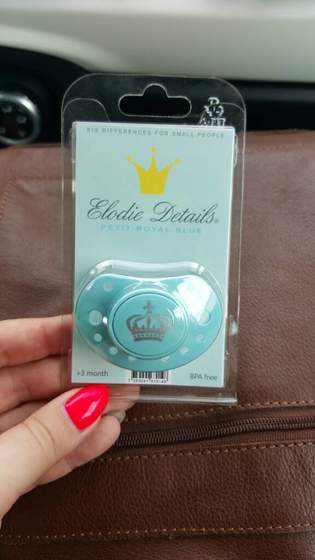 BIG DIFFERENCES FOR SMALL PEOPLE
Elodie Details®
PETIT ROYAL BLUE
+3 month
BPA free